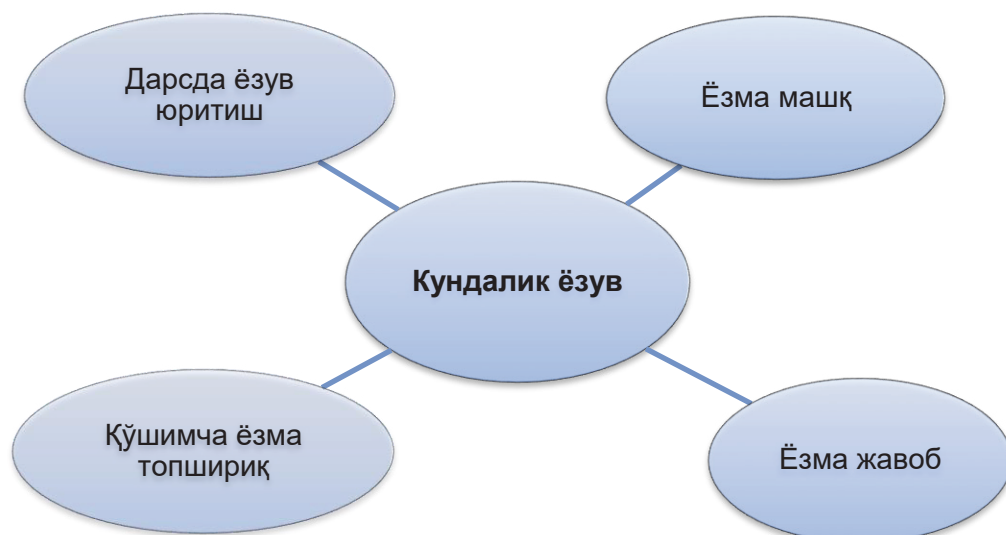 Дарсда ёзув
юритиш
Ёзма машқ
Кундалик ёзув
Қўшимча ёзма
топшириқ
Ёзма жавоб